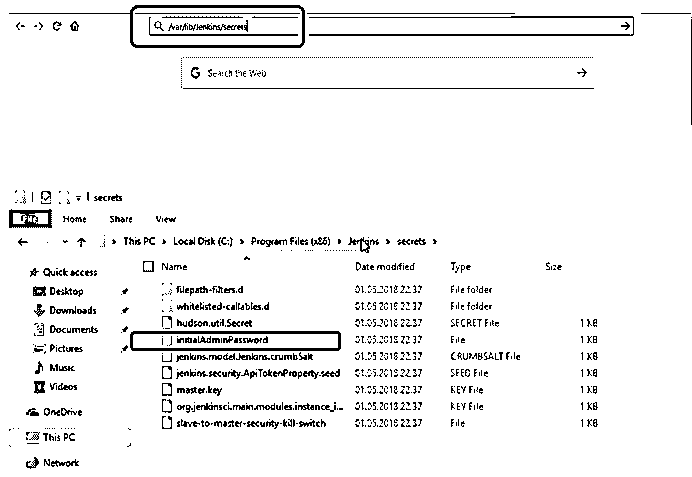 /var/lib/Jenkins/secrets
G Search the Web
secrets
File Home Share View
This PC > Local Disk (C:) > Program Files (x86) > Jenkins > secrets >
Name Date modified Type Size
Quick access
Desktop
Downloads
Documents
Pictures
Music
Videos
OneDrive
This PC
Network
filepath-filters.d 01.05.2018 22:37 File folder
whitelisted-callables.d 01.05.2018 22:37 File folder
hudson.util.Secret 01.05.2018 22:37 SECRET File 1 KB
initialAdminPassword 01.05.2018 22:37 File 1 KB
jenkins.model.Jenkins.crumbSalt 01.05.2018 22:37 CRUMBSALT File 1 KB
jenkins.security.ApiTokenProperty.seed 01.05.2018 22:37 SEED File 1 KB
master.key 01.05.2018 22:37 KEY File 1 KB
org.jenkinsci.main.modules.instance_i... 01.05.2018 22:37 KEY File 1 KB
slave-to-master-security-kill-switch 01.05.2018 22:37 File 1 KB